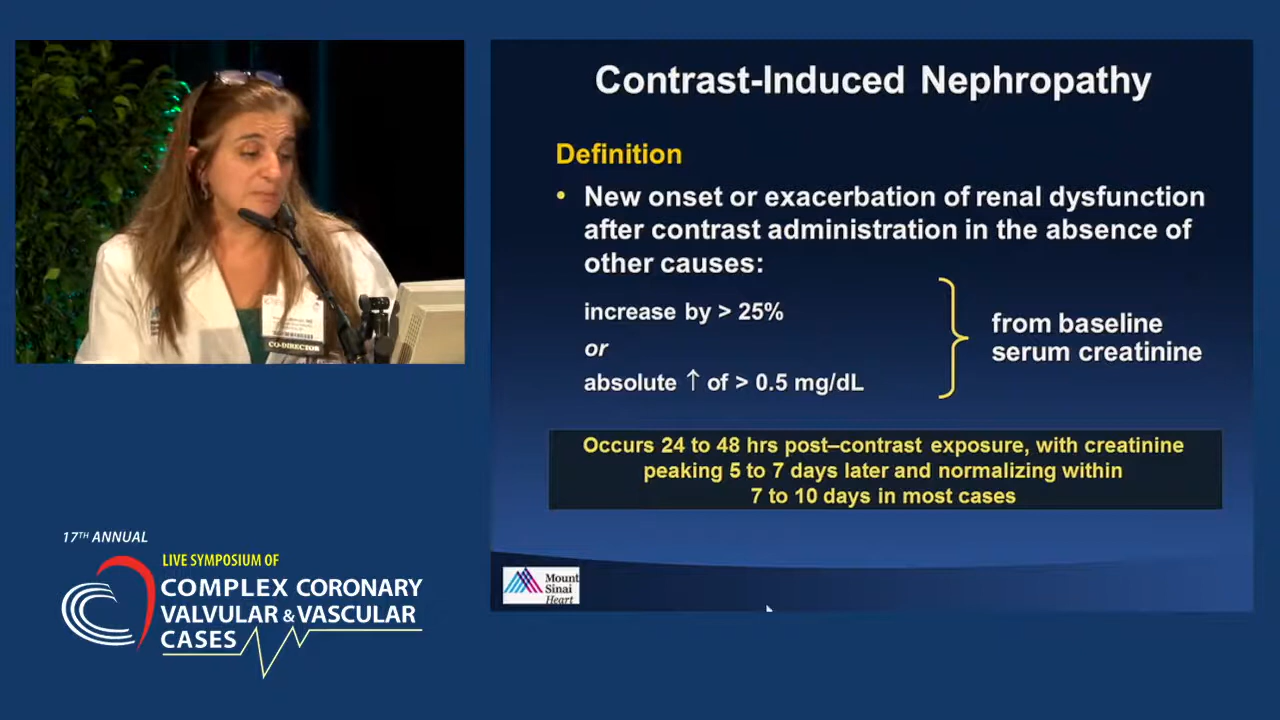 Contrast-Induced Nephropathy
Definition
• New onset or exacerbation of renal dysfunction
after contrast administration in the absence of
other causes:
increase by > 25%
or
absolute ↑ of > 0.5 mg/dL
from baseline
serum creatinine
Occurs 24 to 48 hrs post–contrast exposure, with creatinine
peaking 5 to 7 days later and normalizing within
7 to 10 days in most cases
Mount
Sinai
Heart
CO-DIRECTOR
17TH ANNUAL
LIVE SYMPOSIUM OF
COMPLEX CORONARY
VALVULAR & VASCULAR
CASES